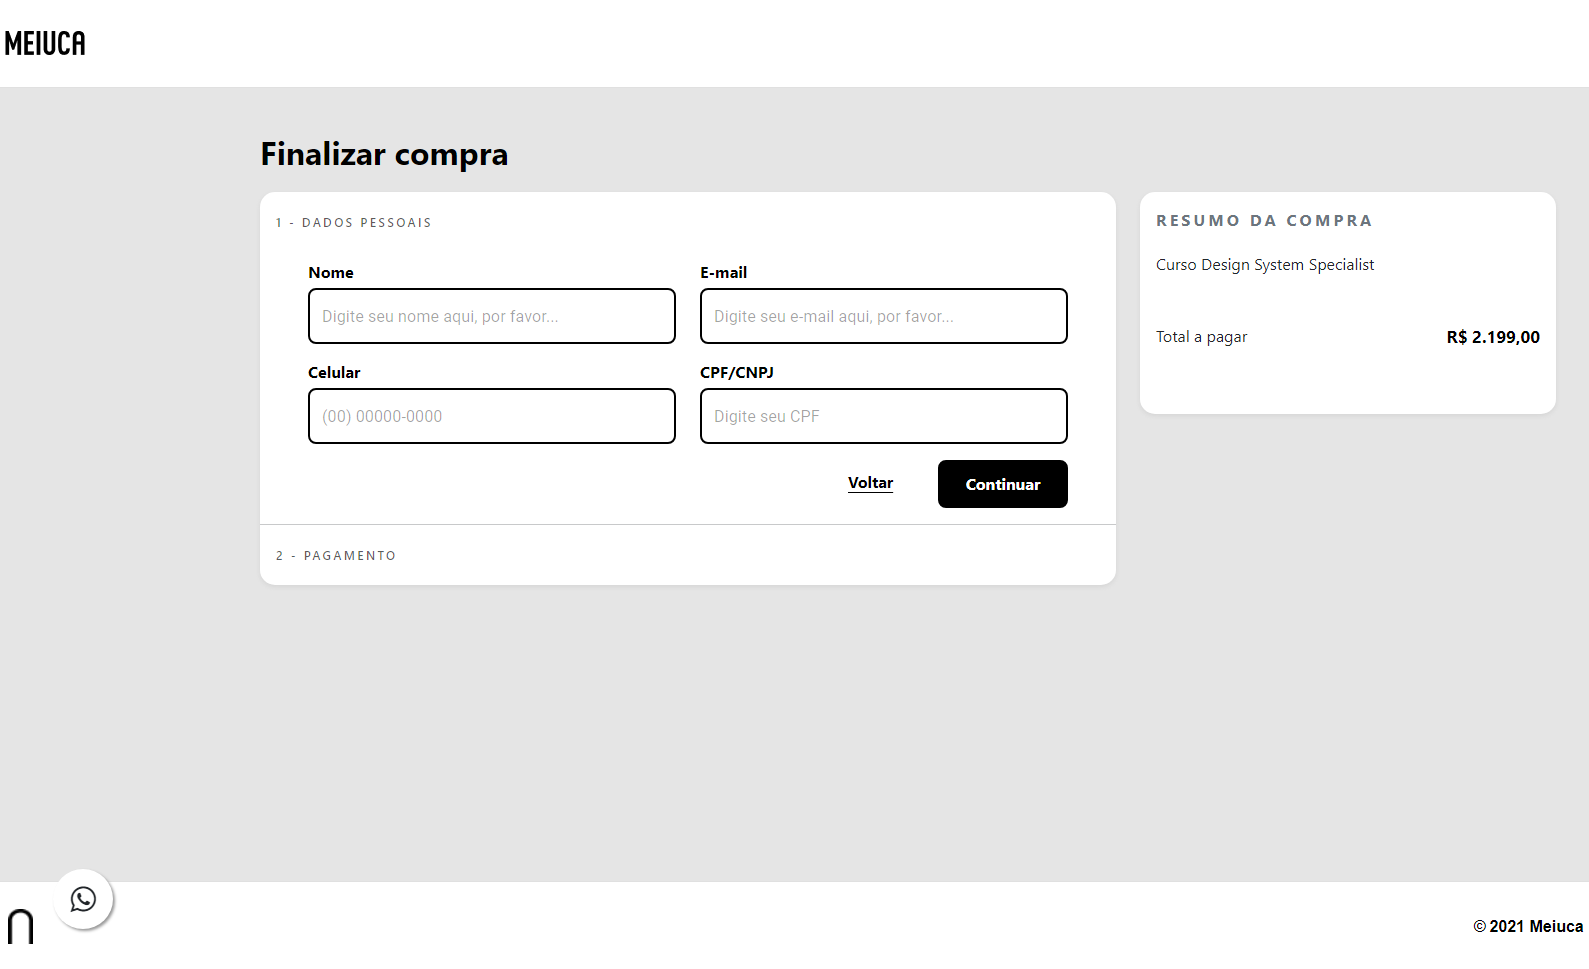 MEIUCA
Finalizar compra
1 - DADOS PESSOAIS
Nome
Digite seu nome aqui, por favor...
E-mail
Digite seu e-mail aqui, por favor...
Celular
(00) 00000-0000
CPF/CNPJ
Digite seu CPF
Voltar
Continuar
2 - PAGAMENTO
RESUMO DA COMPRA
Curso Design System Specialist
Total a pagar R$ 2.199,00
© 2021 Meiuca